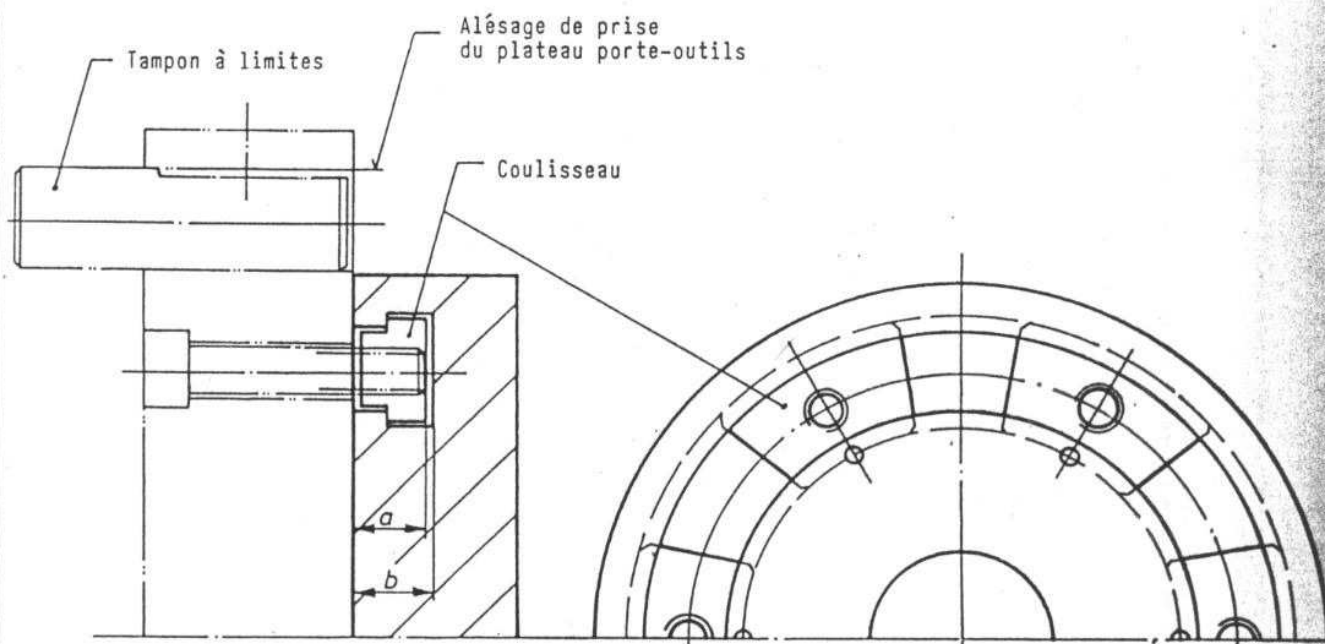 Alésage de prise
du plateau porte-outils
Tampon à limites
Coulisseau
a
b